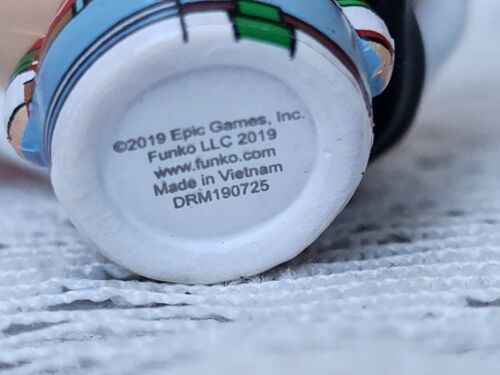 ©2019 Epic Games, Inc.
Funko LLC 2019
www.funko.com
Made in Vietnam
DRM190725